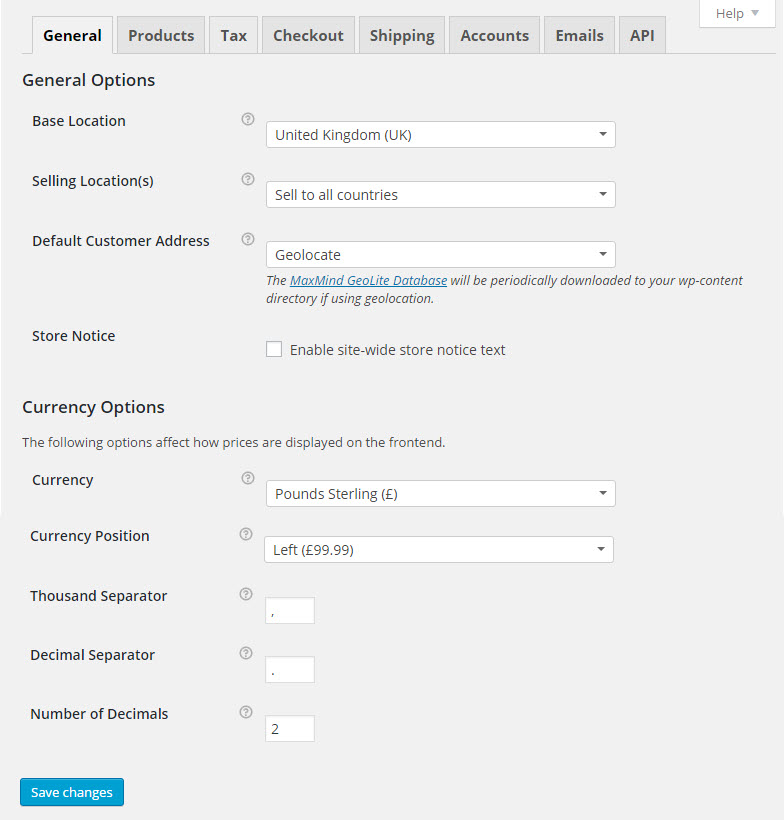 Help
General Products Tax Checkout Shipping Accounts Emails API
General Options
Base Location
United Kingdom (UK)
Selling Location(s)
Sell to all countries
Default Customer Address
Geolocate
The MaxMind GeoLite Database will be periodically downloaded to your wp-content
directory if using geolocation.
Store Notice
Enable site-wide store notice text
Currency Options
The following options affect how prices are displayed on the frontend.
Currency
Pounds Sterling (£)
Currency Position
Left (£99.99)
Thousand Separator
,
Decimal Separator
.
Number of Decimals
2
Save changes